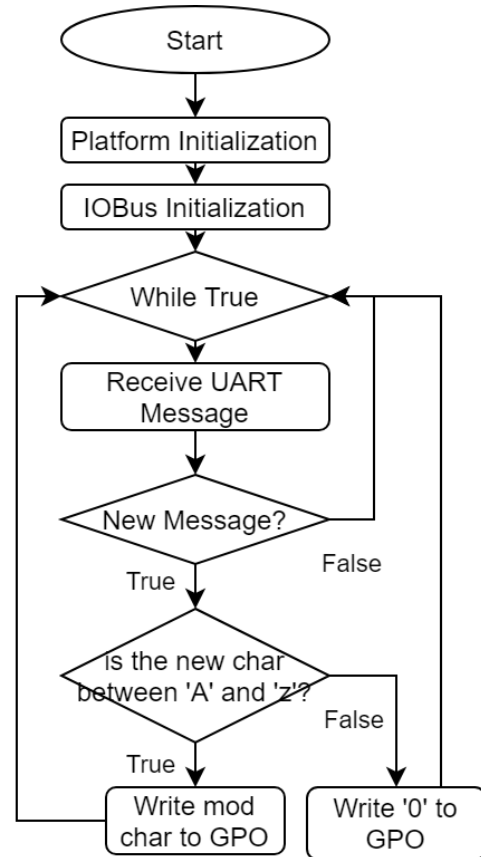 Start
Platform Initialization
IOBus Initialization
While True
Receive UART
Message
New Message?
False
True
is the new char
between 'A' and 'z'?
False
True
Write mod
char to GPO
Write '0' to
GPO